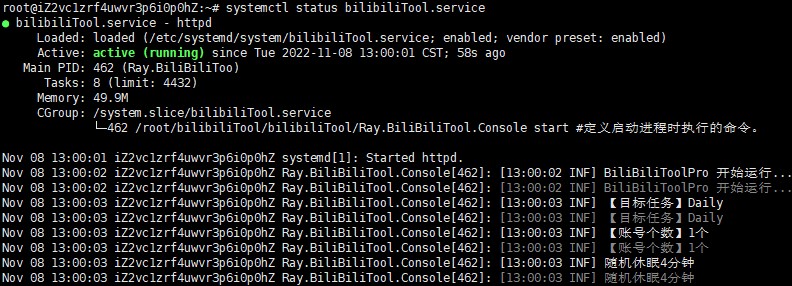 root@iZ2vc1zrf4uwvr3p6i0p0hZ:~# systemctl status bilibiliTool.service
● bilibiliTool.service - httpd
Loaded: loaded (/etc/systemd/system/bilibiliTool.service; enabled; vendor preset: enabled)
Active: active (running) since Tue 2022-11-08 13:00:01 CST; 58s ago
Main PID: 462 (Ray.BiliBiliToo)
Tasks: 8 (limit: 4432)
Memory: 49.9M
CGroup: /system.slice/bilibiliTool.service
└─462 /root/bilibiliTool/bilibiliTool/Ray.BiliBiliTool.Console start #定义启动进程时执行的命令。
Nov 08 13:00:01 iZ2vc1zrf4uwvr3p6i0p0hZ systemd[1]: Started httpd.
Nov 08 13:00:02 iZ2vc1zrf4uwvr3p6i0p0hZ Ray.BiliBiliTool.Console[462]: [13:00:02 INF] BiliBiliToolPro 开始运行...
Nov 08 13:00:02 iZ2vc1zrf4uwvr3p6i0p0hZ Ray.BiliBiliTool.Console[462]: [13:00:02 INF] BiliBiliToolPro 开始运行...
Nov 08 13:00:03 iZ2vc1zrf4uwvr3p6i0p0hZ Ray.BiliBiliTool.Console[462]: [13:00:03 INF] 【目标任务】Daily
Nov 08 13:00:03 iZ2vc1zrf4uwvr3p6i0p0hZ Ray.BiliBiliTool.Console[462]: [13:00:03 INF] 【目标任务】Daily
Nov 08 13:00:03 iZ2vc1zrf4uwvr3p6i0p0hZ Ray.BiliBiliTool.Console[462]: [13:00:03 INF] 【账号个数】1个
Nov 08 13:00:03 iZ2vc1zrf4uwvr3p6i0p0hZ Ray.BiliBiliTool.Console[462]: [13:00:03 INF] 【账号个数】1个
Nov 08 13:00:03 iZ2vc1zrf4uwvr3p6i0p0hZ Ray.BiliBiliTool.Console[462]: [13:00:03 INF] 随机休眠4分钟
Nov 08 13:00:03 iZ2vc1zrf4uwvr3p6i0p0hZ Ray.BiliBiliTool.Console[462]: [13:00:03 INF] 随机休眠4分钟